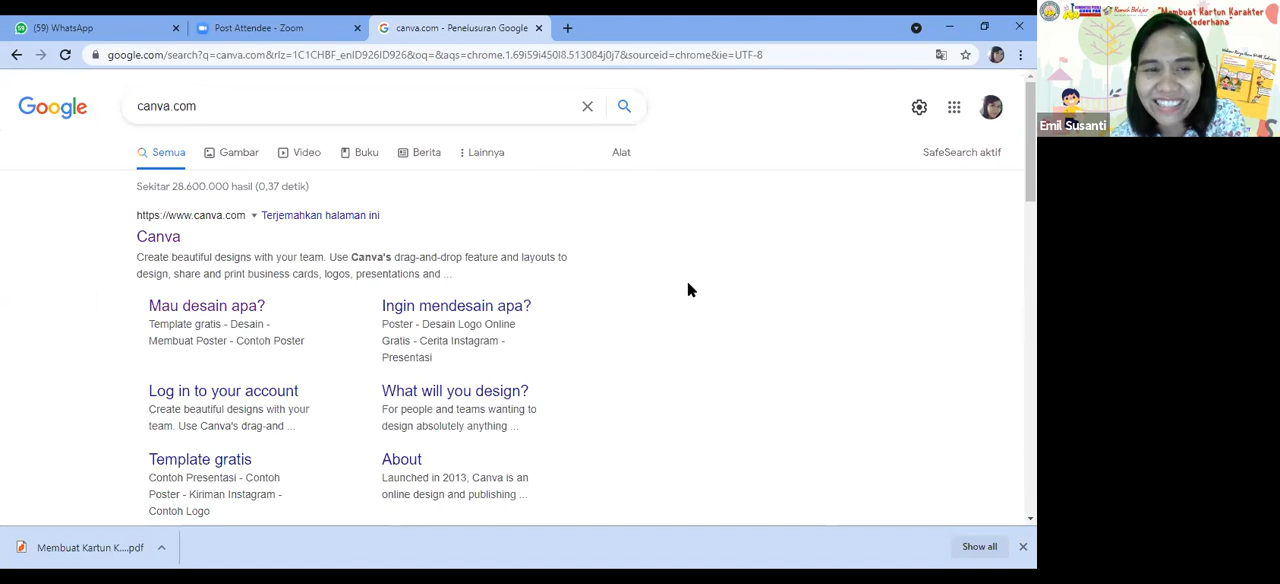 (59) WhatsApp
Post Attendee - Zoom
canva.com - Penelusuran Google
google.com/search?q=canva.com&rlz=1C1CHBF_enID926ID926&oq=&aqs=chrome.1.69i59i450l8.513084j0j7&sourceid=chrome&ie=UTF-8
Google
canva.com
Semua
Gambar
Video
Buku
Berita
Lainnya
Alat
SafeSearch aktif
Sekitar 28.600.000 hasil (0,37 detik)
https://www.canva.com
Terjemahkan halaman ini
Canva
Create beautiful designs with your team. Use Canva's drag-and-drop feature and layouts to
design, share and print business cards, logos, presentations and ...
Mau desain apa?
Template gratis - Desain -
Membuat Poster - Contoh Poster
Ingin mendesain apa?
Poster - Desain Logo Online
Gratis - Cerita Instagram -
Presentasi
Log in to your account
Create beautiful designs with your
team. Use Canva's drag-and ...
What will you design?
For people and teams wanting to
design absolutely anything ...
Template gratis
Contoh Presentasi - Contoh
Poster - Kiriman Instagram -
Contoh Logo
About
Launched in 2013, Canva is an
online design and publishing ...
Membuat Kartun K....pdf
Show all
Rumah Belajar
"Membuat Kartun Karakter
Sederhana"
Emil Susanti